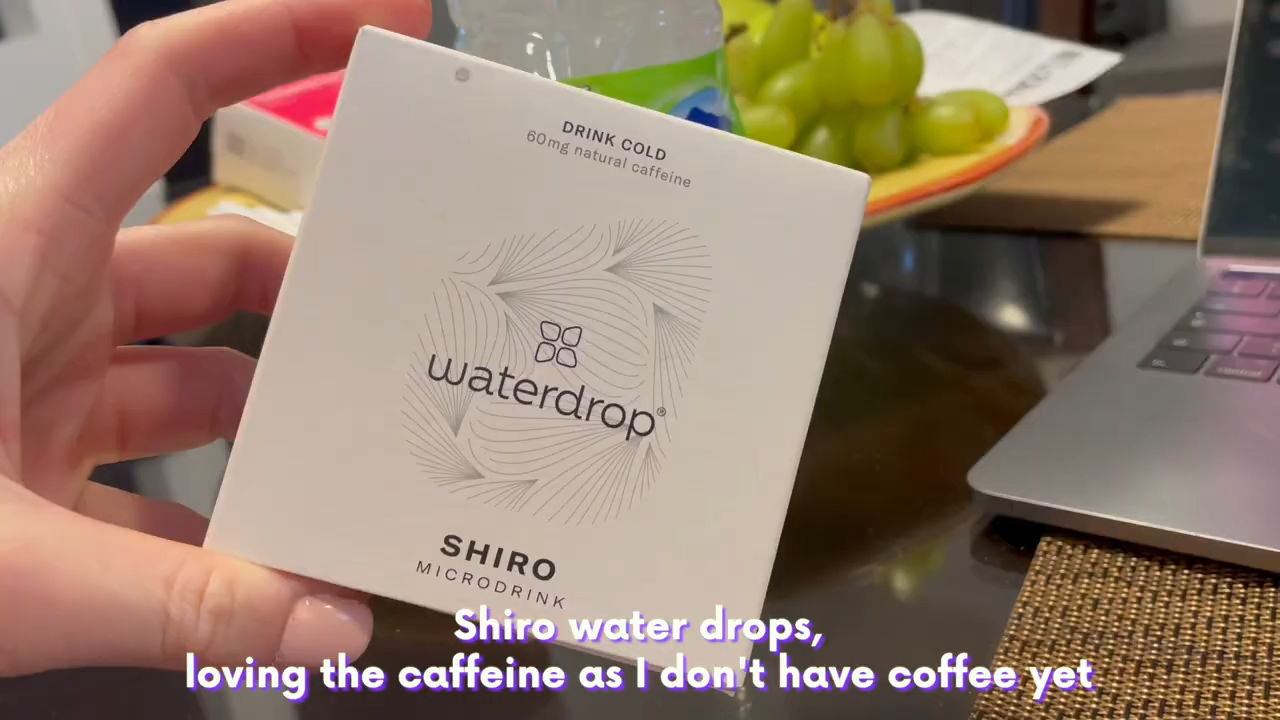 DRINK COLD
60mg natural caffeine
waterdrop®
SHIRO
MICRODRINK
Shiro water drops,
loving the caffeine as I don't have coffee yet
control